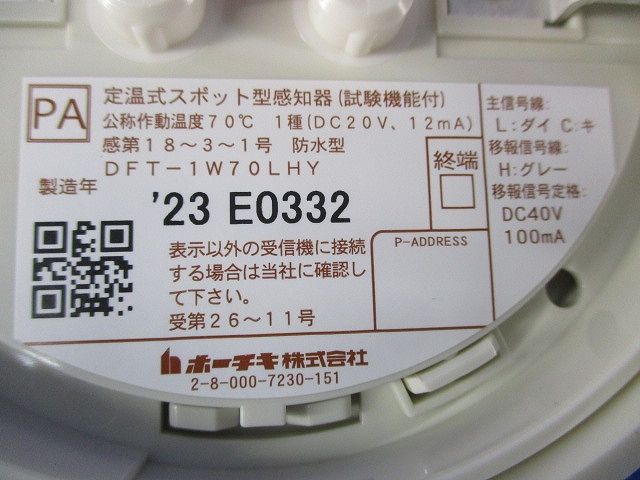 PA
定温式スポット型感知器(試験機能付)
公称作動温度70℃ 1種(DC20V、12mA)
感第18〜3〜1号 防水型
DFT-1W70LHY
製造年
'23 E0332
終端
表示以外の受信機に接続
する場合は当社に確認し
て下さい。
受第26〜11号
P-ADDRESS
主信号線:
L:ダイ C:キ
移報信号線:
H:グレー
移報信号定格:
DC40V
100mA
ホーチキ株式会社
2-8-000-7230-151